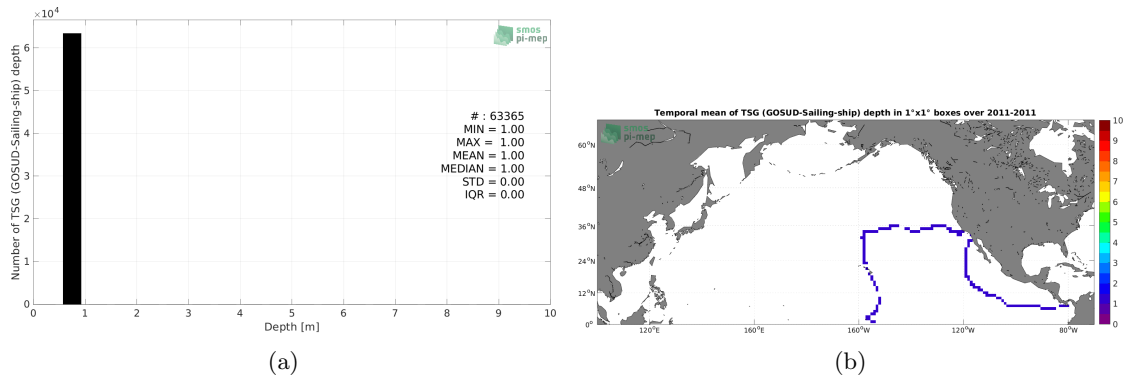 ×10⁴
6
5
4
3
2
1
0
Number of TSG (GOSUD-Sailing-ship) depth
smos
pi-mep
# : 63365
MIN = 1.00
MAX = 1.00
MEAN = 1.00
MEDIAN = 1.00
STD = 0.00
IQR = 0.00
0 1 2 3 4 5 6 7 8 9 10
Depth [m]
(a)
Temporal mean of TSG (GOSUD-Sailing-ship) depth in 1°x1° boxes over 2011-2011
smos
pi-mep
60°N
48°N
36°N
24°N
12°N
0°
120°E 160°E 160°W 120°W 80°W
10
9
8
7
6
5
4
3
2
1
0
(b)